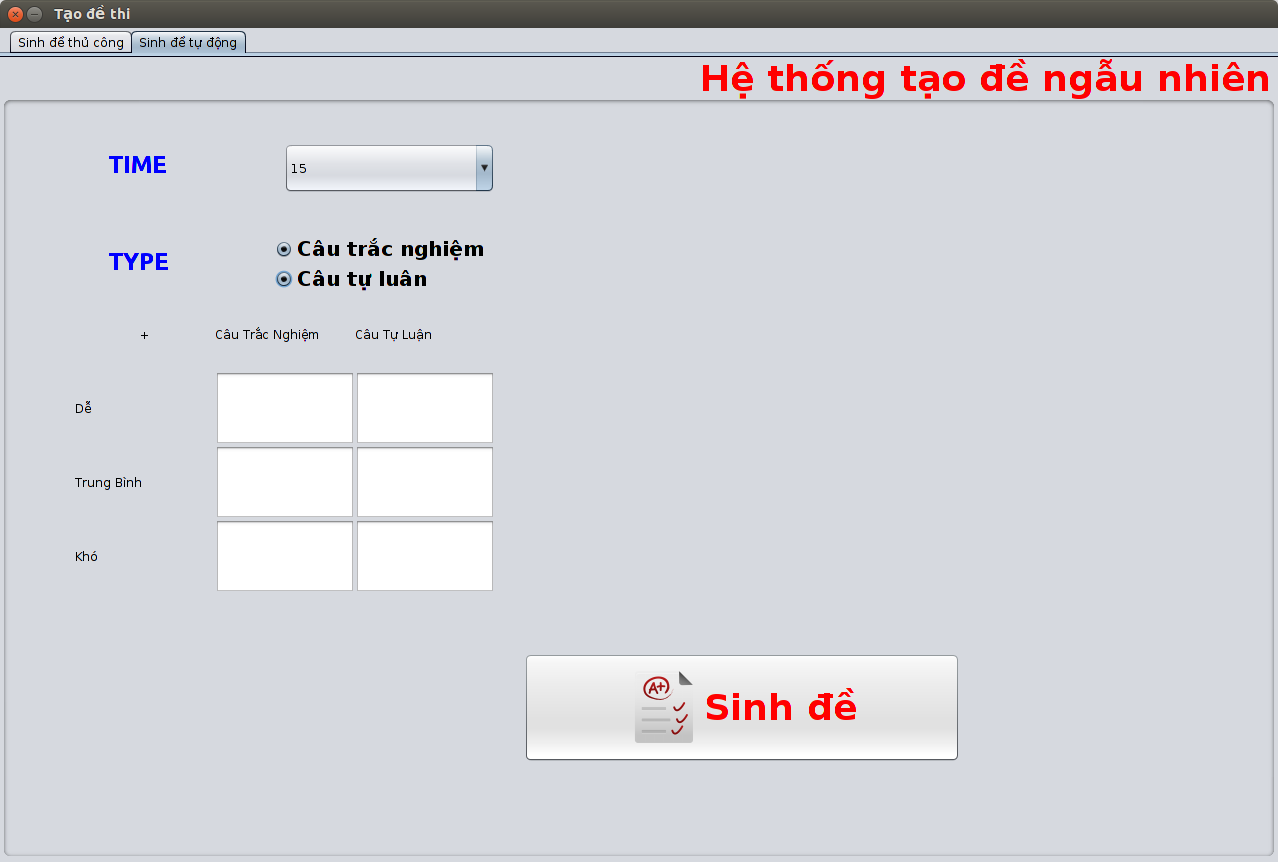 Tạo đề thi
Sinh đề thủ công
Sinh đề tự động
Hệ thống tạo đề ngẫu nhiên
TIME
15
TYPE
Câu trắc nghiệm
Câu tự luân
+
Câu Trắc Nghiệm
Câu Tự Luận
Dễ
Trung Bình
Khó
A+
Sinh đề